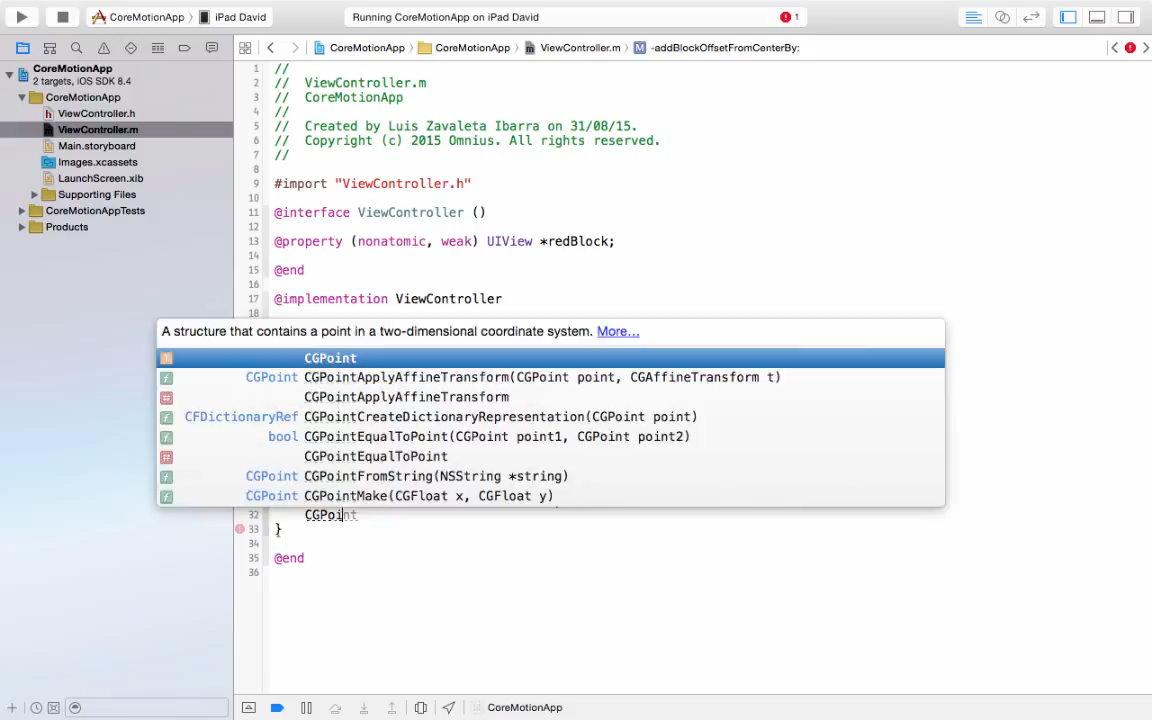 CoreMotionApp iPad David Running CoreMotionApp on iPad David 1
CoreMotionApp CoreMotionApp ViewController.m M -addBlockOffsetFromCenterBy:
CoreMotionApp
2 targets, iOS SDK 8.4
CoreMotionApp
h ViewController.h
ViewController.m
Main.storyboard
Images.xcassets
LaunchScreen.xib
Supporting Files
CoreMotionAppTests
Products
1 //
2 // ViewController.m
3 // CoreMotionApp
4 //
5 // Created by Luis Zavaleta Ibarra on 31/08/15.
6 // Copyright (c) 2015 Omnius. All rights reserved.
7 //
8
9 #import "ViewController.h"
10
11 @interface ViewController ()
12
13 @property (nonatomic, weak) UIView *redBlock;
14
15 @end
16
17 @implementation ViewController
18
A structure that contains a point in a two-dimensional coordinate system. More...
T CGPoint
f CGPoint CGPointApplyAffineTransform(CGPoint point, CGAffineTransform t)
# CGPointApplyAffineTransform
f CFDictionaryRef CGPointCreateDictionaryRepresentation(CGPoint point)
f bool CGPointEqualToPoint(CGPoint point1, CGPoint point2)
# CGPointEqualToPoint
f CGPoint CGPointFromString(NSString *string)
f CGPoint CGPointMake(CGFloat x, CGFloat y)
32 CGPoint
33 }
34
35 @end
36
CoreMotionApp